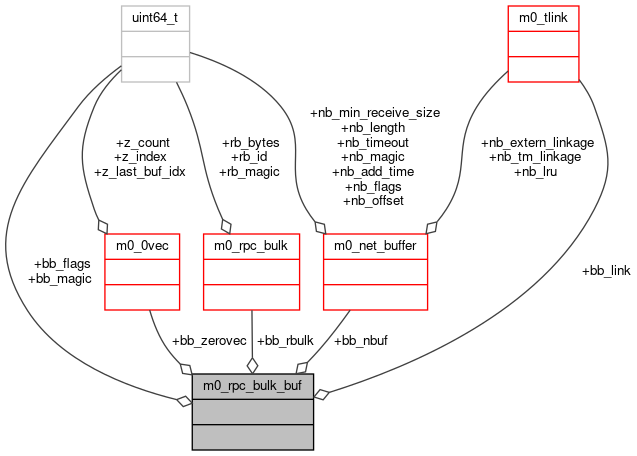 uint64_t
m0_tlink
+nb_min_receive_size
+nb_length
+nb_timeout
+nb_magic
+nb_add_time
+nb_flags
+nb_offset
+z_count
+z_index
+z_last_buf_idx
+rb_bytes
+rb_id
+rb_magic
+nb_extern_linkage
+nb_tm_linkage
+nb_lru
m0_0vec
m0_rpc_bulk
m0_net_buffer
+bb_flags
+bb_magic
+bb_link
+bb_zerovec
+bb_rbulk
+bb_nbuf
m0_rpc_bulk_buf